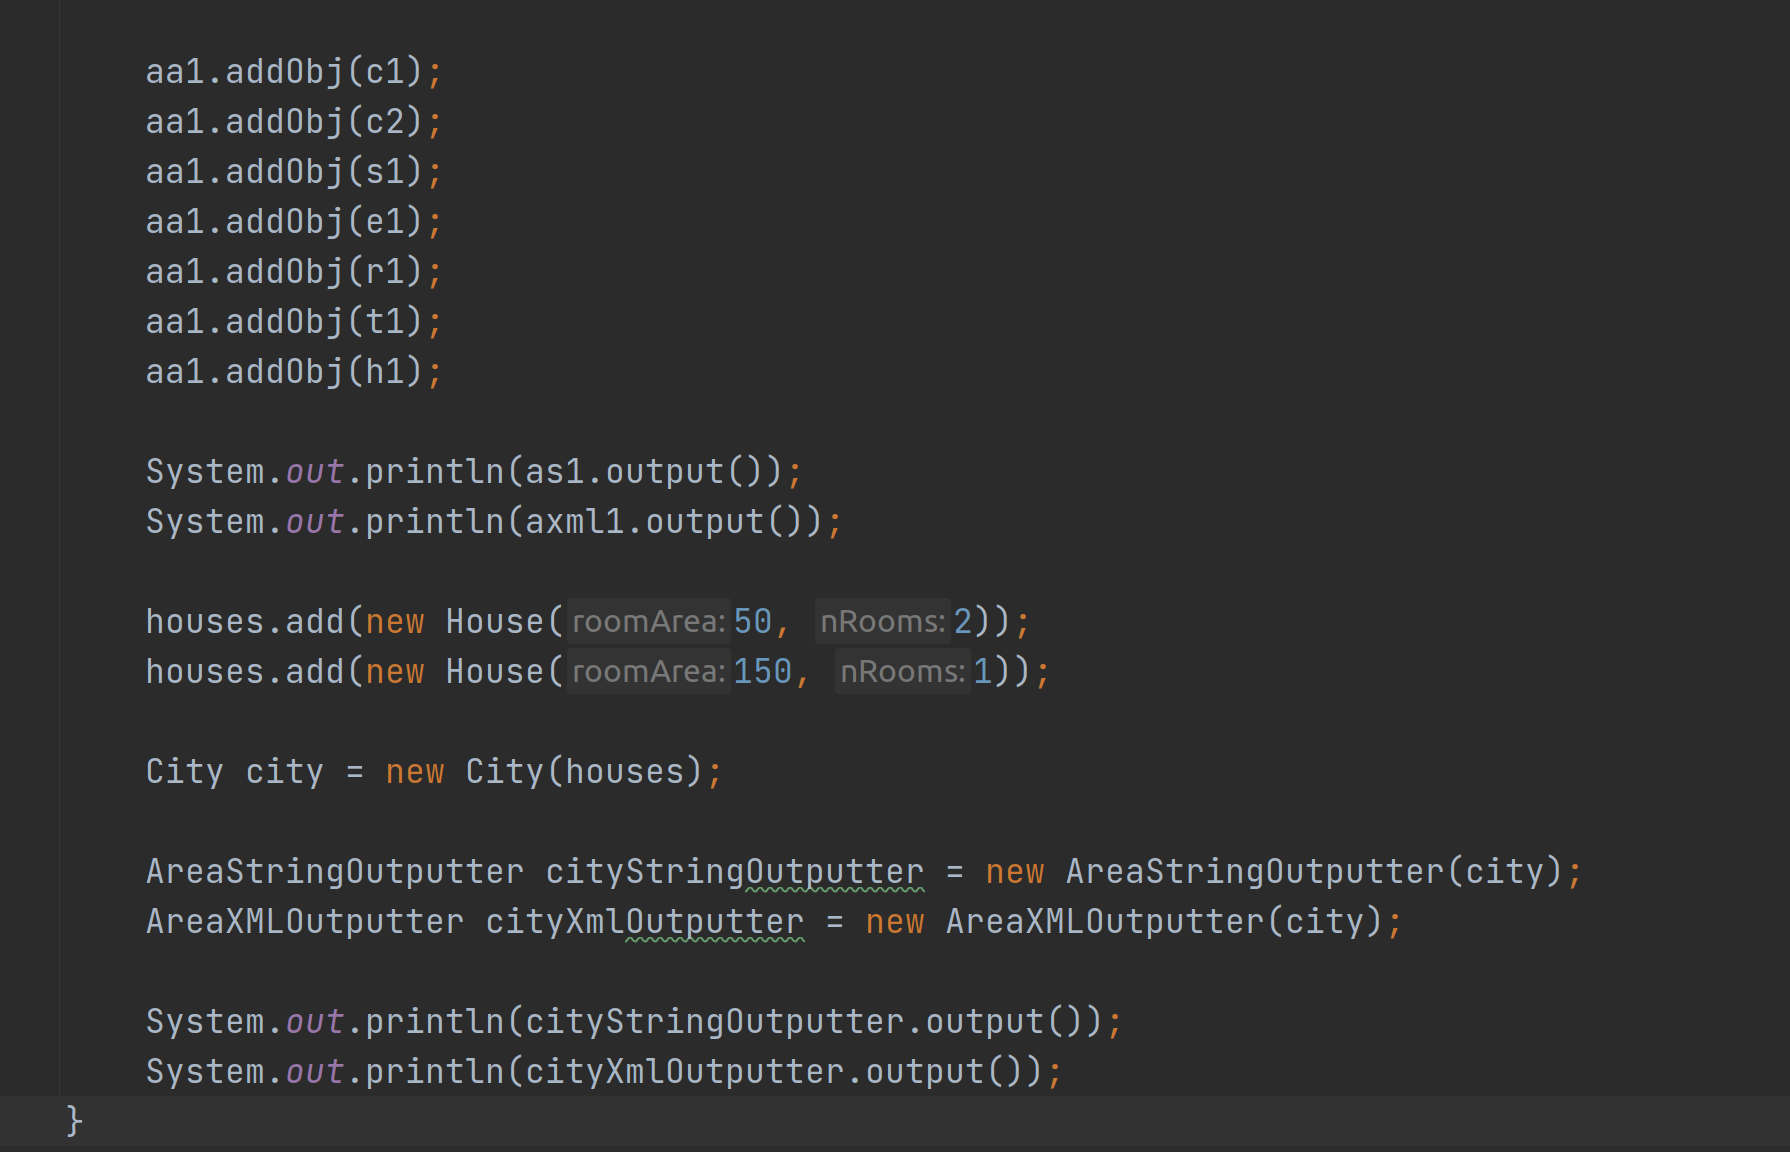 aa1.addObj(c1);
aa1.addObj(c2);
aa1.addObj(s1);
aa1.addObj(e1);
aa1.addObj(r1);
aa1.addObj(t1);
aa1.addObj(h1);
System.out.println(as1.output());
System.out.println(axml1.output());
houses.add(new House( roomArea: 50, nRooms: 2));
houses.add(new House( roomArea: 150, nRooms: 1));
City city = new City(houses);
AreaStringOutputter cityStringOutputter = new AreaStringOutputter(city);
AreaXMLOutputter cityXmlOutputter = new AreaXMLOutputter(city);
System.out.println(cityStringOutputter.output());
System.out.println(cityXmlOutputter.output());
}